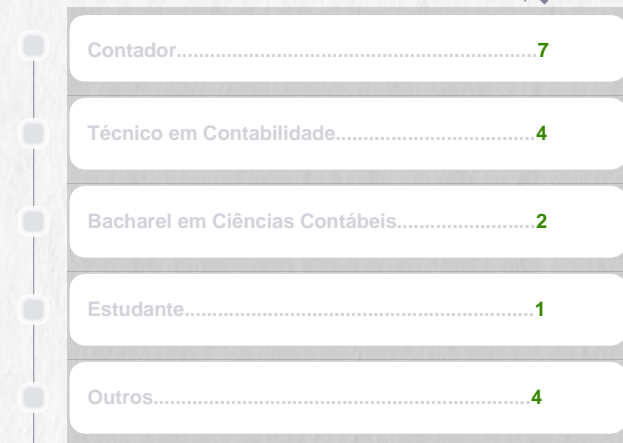 Contador.................................................................7
Técnico em Contabilidade....................................4
Bacharel em Ciências Contábeis.........................2
Estudante...............................................................1
Outros....................................................................4